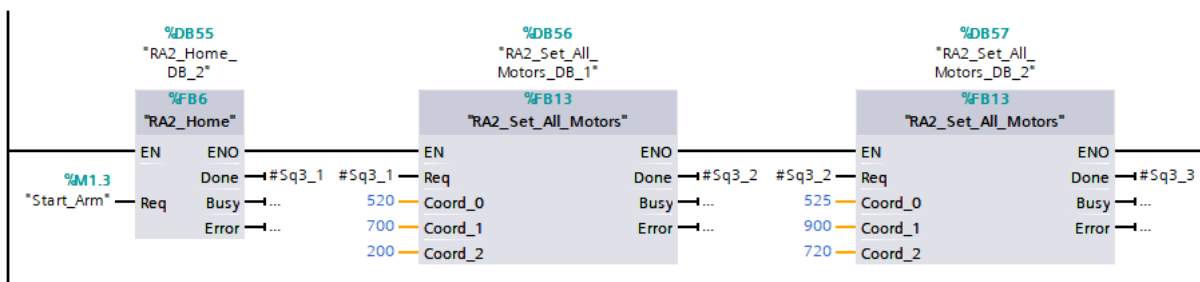 %DB55
"RA2_Home_
DB_2"
%FB6
"RA2_Home"
EN ENO
Done #Sq3_1
%M1.3
"Start_Arm" Req Busy ...
Error ...
%DB56
"RA2_Set_All_
Motors_DB_1"
%FB13
"RA2_Set_All_Motors"
EN ENO
#Sq3_1 Req Done #Sq3_2
520 Coord_0 Busy ...
700 Coord_1 Error ...
200 Coord_2
%DB57
"RA2_Set_All_
Motors_DB_2"
%FB13
"RA2_Set_All_Motors"
EN ENO
#Sq3_2 Req Done #Sq3_3
525 Coord_0 Busy ...
900 Coord_1 Error ...
720 Coord_2